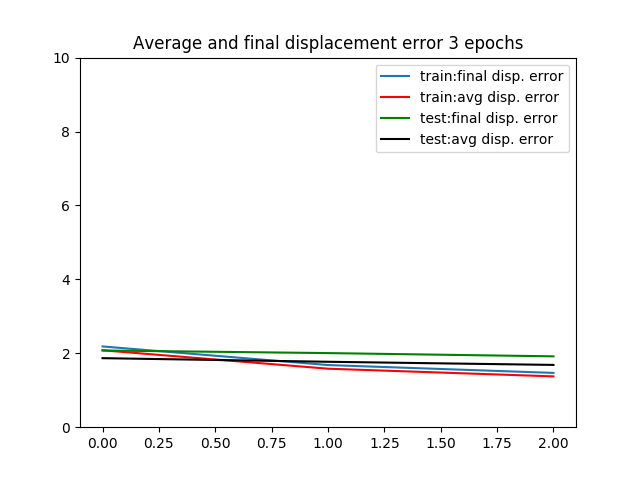 Average and final displacement error 3 epochs
train:final disp. error
train:avg disp. error
test:final disp. error
test:avg disp. error
10
8
6
4
2
0
0.00 0.25 0.50 0.75 1.00 1.25 1.50 1.75 2.00